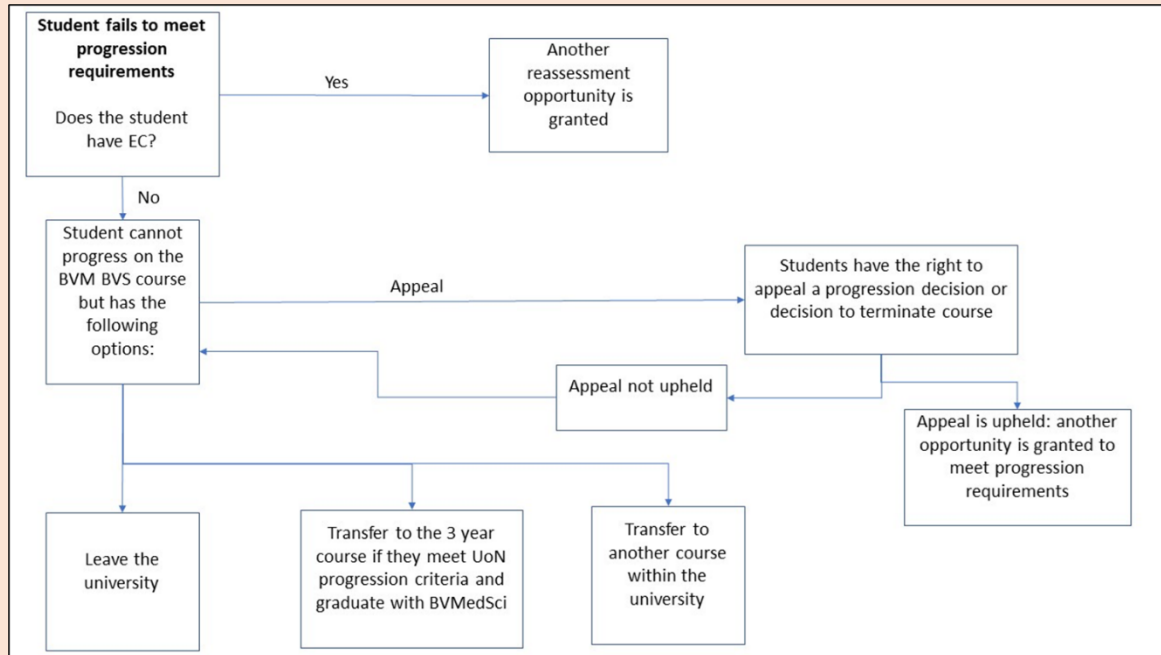 Student fails to meet
progression
requirements
Does the student
have EC?
Yes
Another
reassessment
opportunity is
granted
No
Student cannot
progress on the
BVM BVS course
but has the
following
options:
Appeal
Students have the right to
appeal a progression decision or
decision to terminate course
Appeal not upheld
Appeal is upheld: another
opportunity is granted to
meet progression
requirements
Leave the
university
Transfer to the 3 year
course if they meet UoN
progression criteria and
graduate with BVMedSci
Transfer to
another course
within the
university